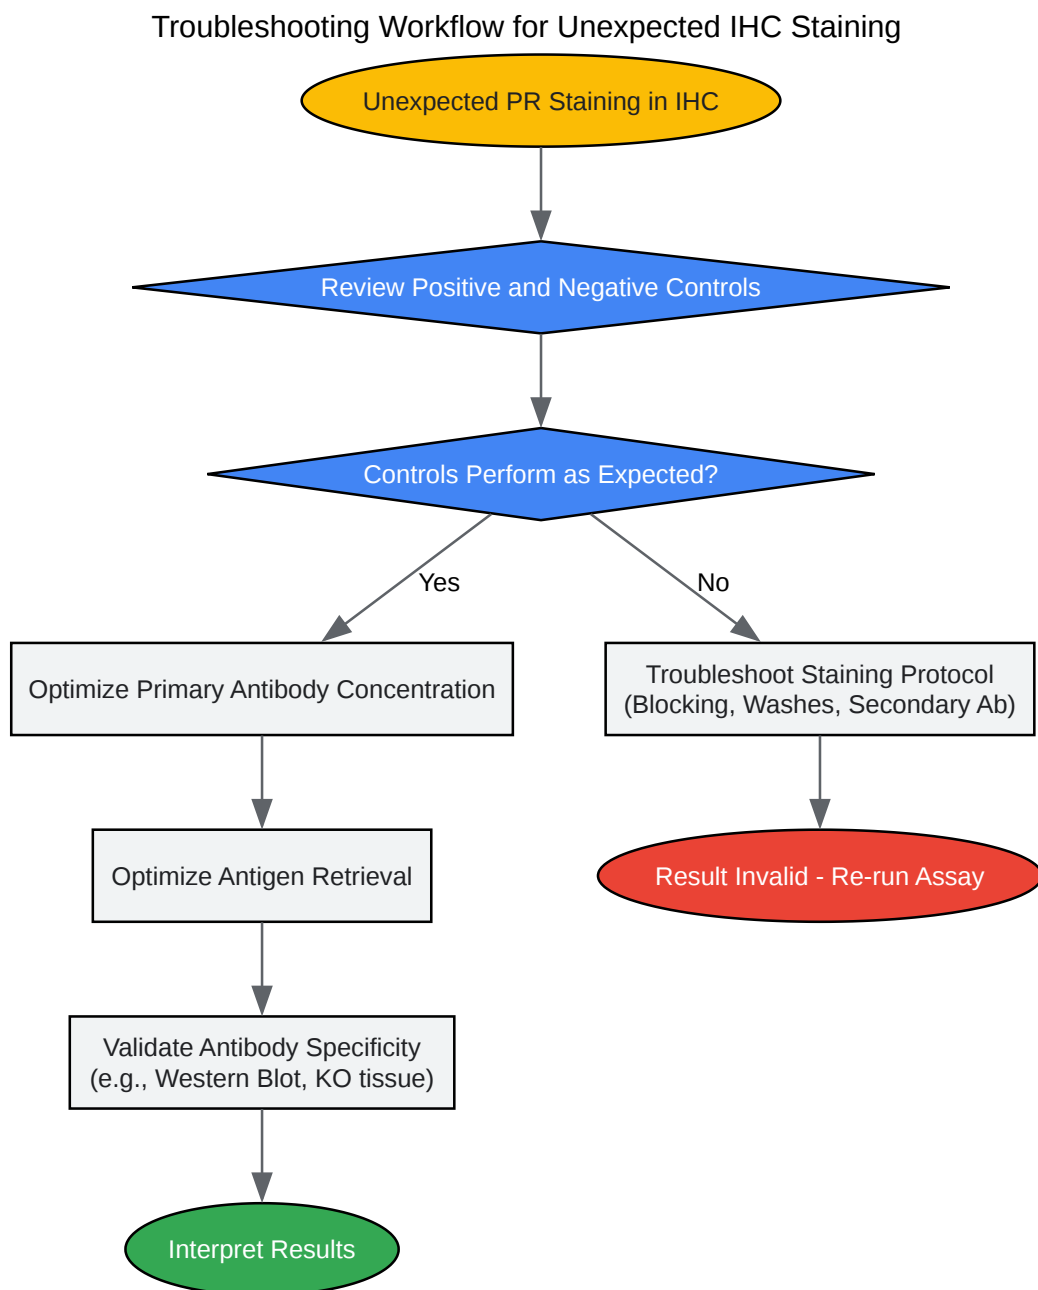 Troubleshooting Workflow for Unexpected IHC Staining
Unexpected PR Staining in IHC
Review Positive and Negative Controls
Controls Perform as Expected?
Yes
No
Optimize Primary Antibody Concentration
Troubleshoot Staining Protocol
(Blocking, Washes, Secondary Ab)
Optimize Antigen Retrieval
Result Invalid - Re-run Assay
Validate Antibody Specificity
(e.g., Western Blot, KO tissue)
Interpret Results